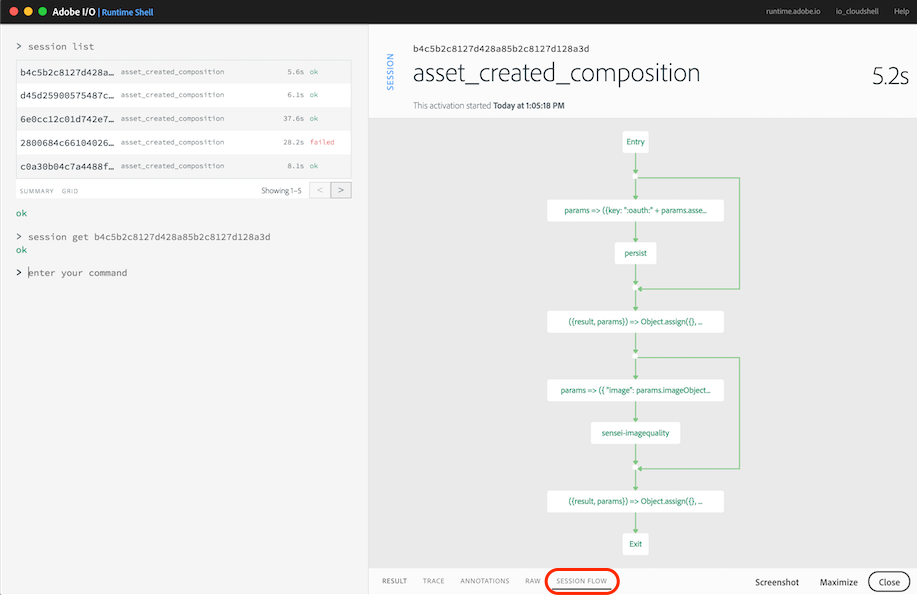 Adobe I/O | Runtime Shell
runtime.adobe.io io_cloudshell Help
> session list
b4c5b2c8127d428a… asset_created_composition 5.6s ok
d45d25900575487c… asset_created_composition 6.1s ok
6e0cc12c01d742e7… asset_created_composition 37.6s ok
2800684c66104026… asset_created_composition 28.2s failed
c0a30b04c7a4488f… asset_created_composition 8.1s ok
SUMMARY GRID Showing 1–5 < >
ok
> session get b4c5b2c8127d428a85b2c8127d128a3d
ok
> enter your command
SESSION
b4c5b2c8127d428a85b2c8127d128a3d
asset_created_composition
5.2s
This activation started Today at 1:05:18 PM
Entry
params => ({key: ":oauth:" + params.asse...
persist
({result, params}) => Object.assign({}, ...
params => ({ "image": params.imageObject...
sensei-imagequality
({result, params}) => Object.assign({}, ...
Exit
RESULT TRACE ANNOTATIONS RAW SESSION FLOW
Screenshot Maximize Close